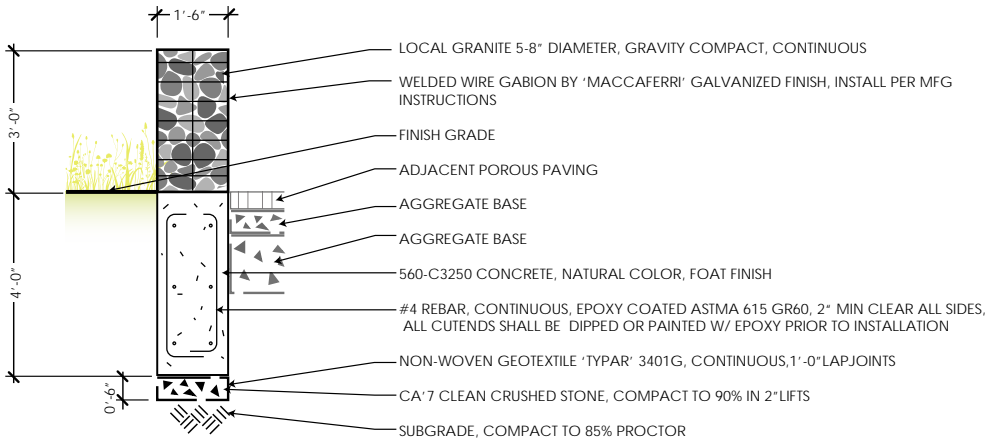 1'-6"
LOCAL GRANITE 5-8" DIAMETER, GRAVITY COMPACT, CONTINUOUS
WELDED WIRE GABION BY 'MACCAFERRI' GALVANIZED FINISH, INSTALL PER MFG
INSTRUCTIONS
3'-0"
FINISH GRADE
ADJACENT POROUS PAVING
AGGREGATE BASE
AGGREGATE BASE
560-C3250 CONCRETE, NATURAL COLOR, FOAT FINISH
4'-0"
#4 REBAR, CONTINUOUS, EPOXY COATED ASTMA 615 GR60, 2" MIN CLEAR ALL SIDES,
ALL CUTENDS SHALL BE DIPPED OR PAINTED W/ EPOXY PRIOR TO INSTALLATION
NON-WOVEN GEOTEXTILE 'TYPAR' 3401G, CONTINUOUS,1'-0"LAPJOINTS
0'-6"
CA'7 CLEAN CRUSHED STONE, COMPACT TO 90% IN 2"LIFTS
SUBGRADE, COMPACT TO 85% PROCTOR